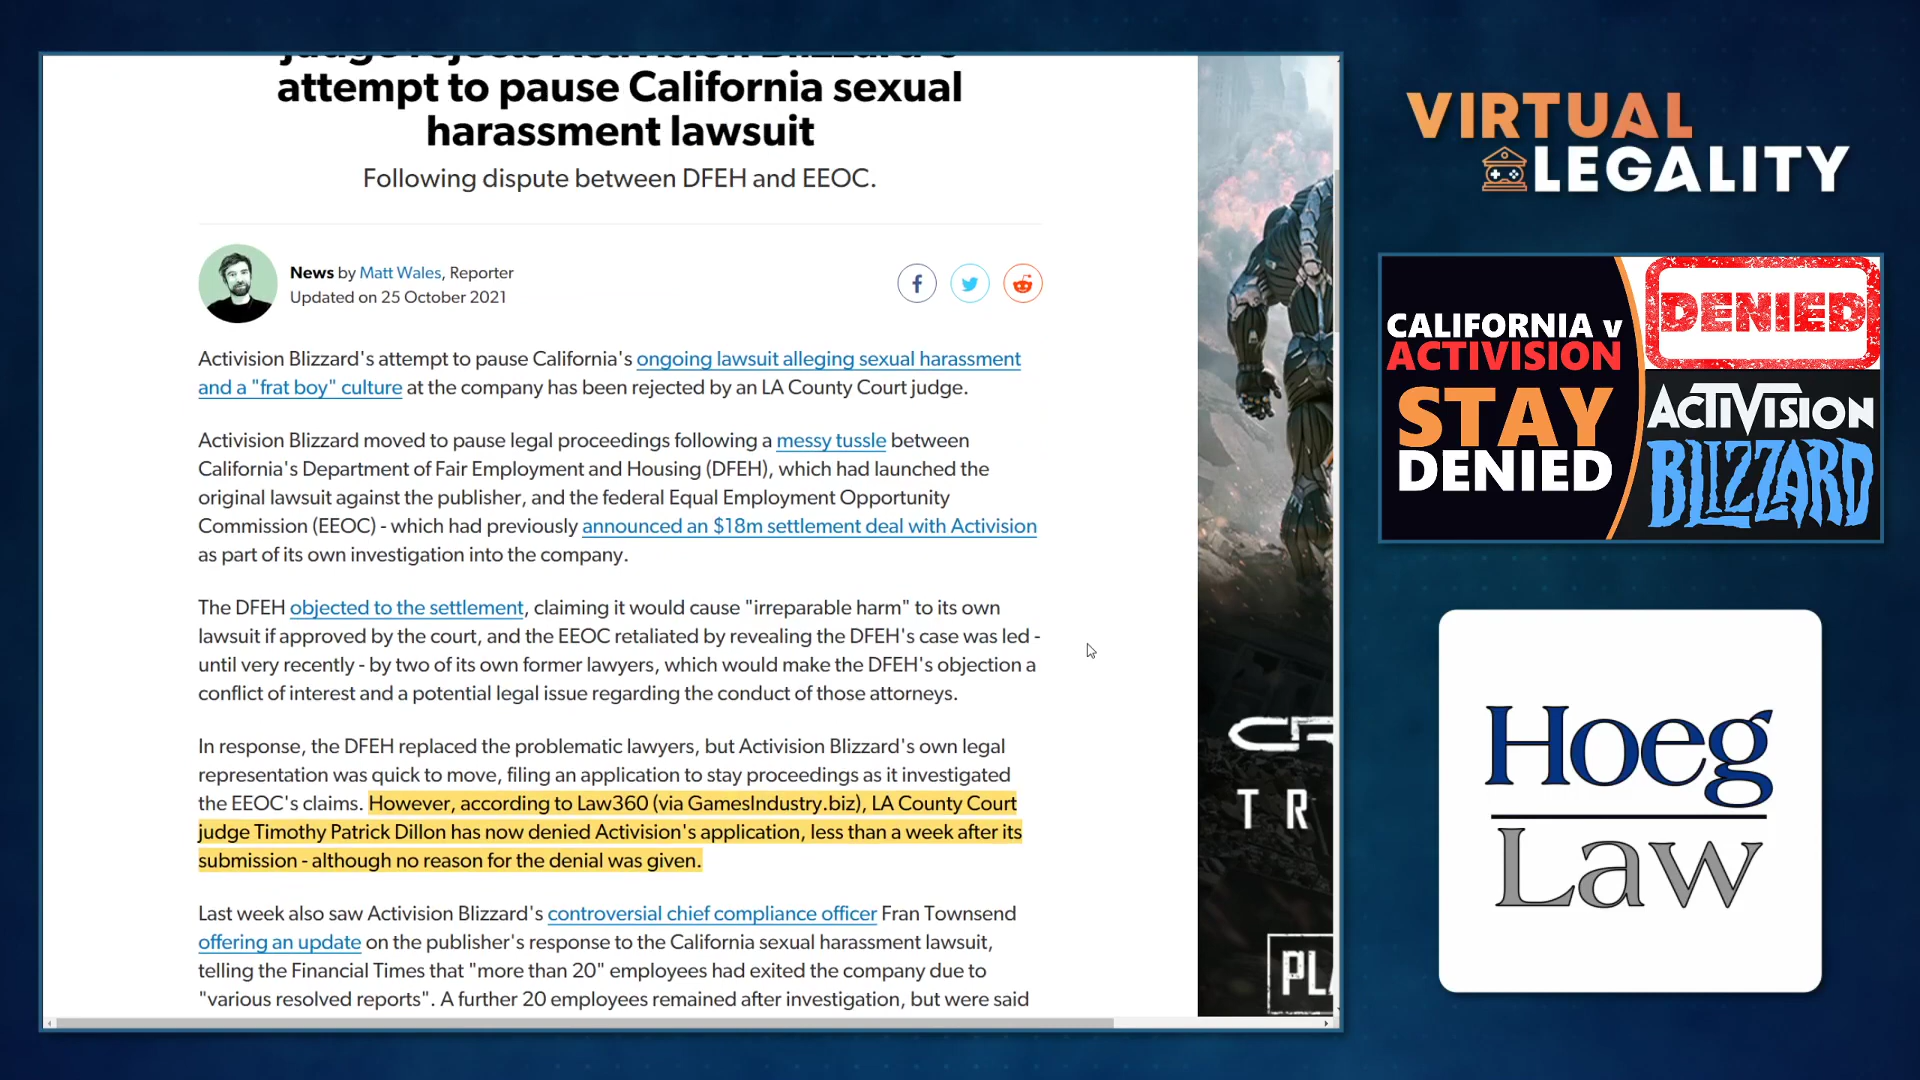 judge rejects Activision Blizzard's
attempt to pause California sexual
harassment lawsuit
Following dispute between DFEH and EEOC.
News by Matt Wales, Reporter
Updated on 25 October 2021
Activision Blizzard's attempt to pause California's ongoing lawsuit alleging sexual harassment
and a "frat boy" culture at the company has been rejected by an LA County Court judge.
Activision Blizzard moved to pause legal proceedings following a messy tussle between
California's Department of Fair Employment and Housing (DFEH), which had launched the
original lawsuit against the publisher, and the federal Equal Employment Opportunity
Commission (EEOC) - which had previously announced an $18m settlement deal with Activision
as part of its own investigation into the company.
The DFEH objected to the settlement, claiming it would cause "irreparable harm" to its own
lawsuit if approved by the court, and the EEOC retaliated by revealing the DFEH's case was led -
until very recently - by two of its own former lawyers, which would make the DFEH's objection a
conflict of interest and a potential legal issue regarding the conduct of those attorneys.
In response, the DFEH replaced the problematic lawyers, but Activision Blizzard's own legal
representation was quick to move, filing an application to stay proceedings as it investigated
the EEOC's claims. However, according to Law360 (via GamesIndustry.biz), LA County Court
judge Timothy Patrick Dillon has now denied Activision's application, less than a week after its
submission - although no reason for the denial was given.
Last week also saw Activision Blizzard's controversial chief compliance officer Fran Townsend
offering an update on the publisher's response to the California sexual harassment lawsuit,
telling the Financial Times that "more than 20" employees had exited the company due to
"various resolved reports". A further 20 employees remained after investigation, but were said
CR
TR
PLA
VIRTUAL
LEGALITY
CALIFORNIA v
ACTIVISION
STAY
DENIED
DENIED
ACTIVISION
BLIZZARD
Hoeg
Law